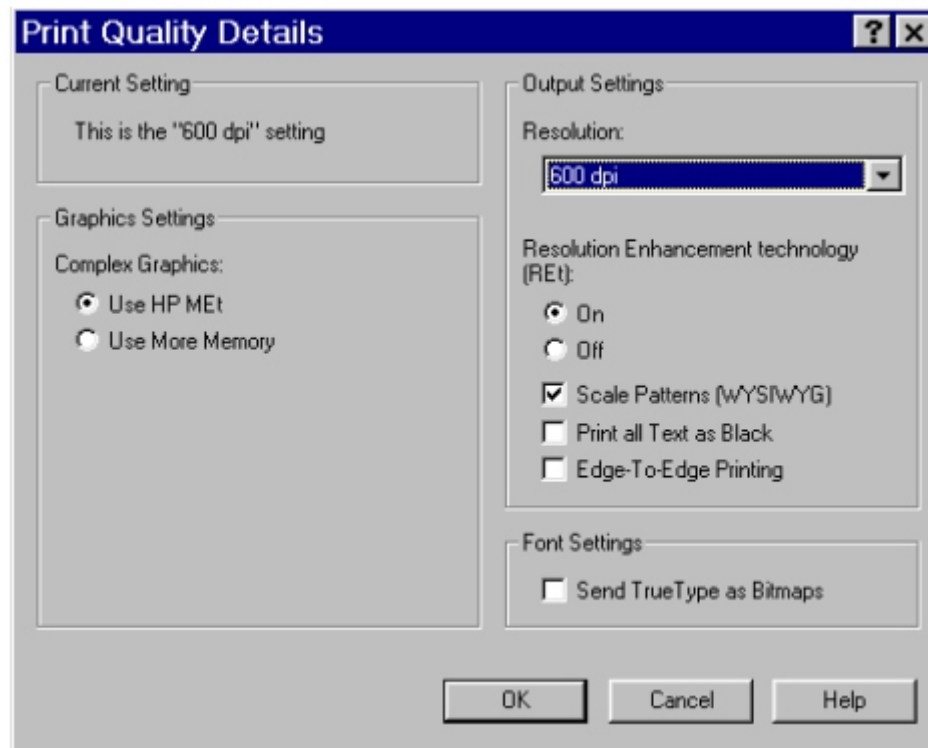 Print Quality Details
Current Setting
This is the "600 dpi" setting
Graphics Settings
Complex Graphics:
Use HP MEt
Use More Memory
Output Settings
Resolution:
600 dpi
Resolution Enhancement technology
(REt):
On
Off
Scale Patterns (WYSIWYG)
Print all Text as Black
Edge-To-Edge Printing
Font Settings
Send TrueType as Bitmaps
OK
Cancel
Help